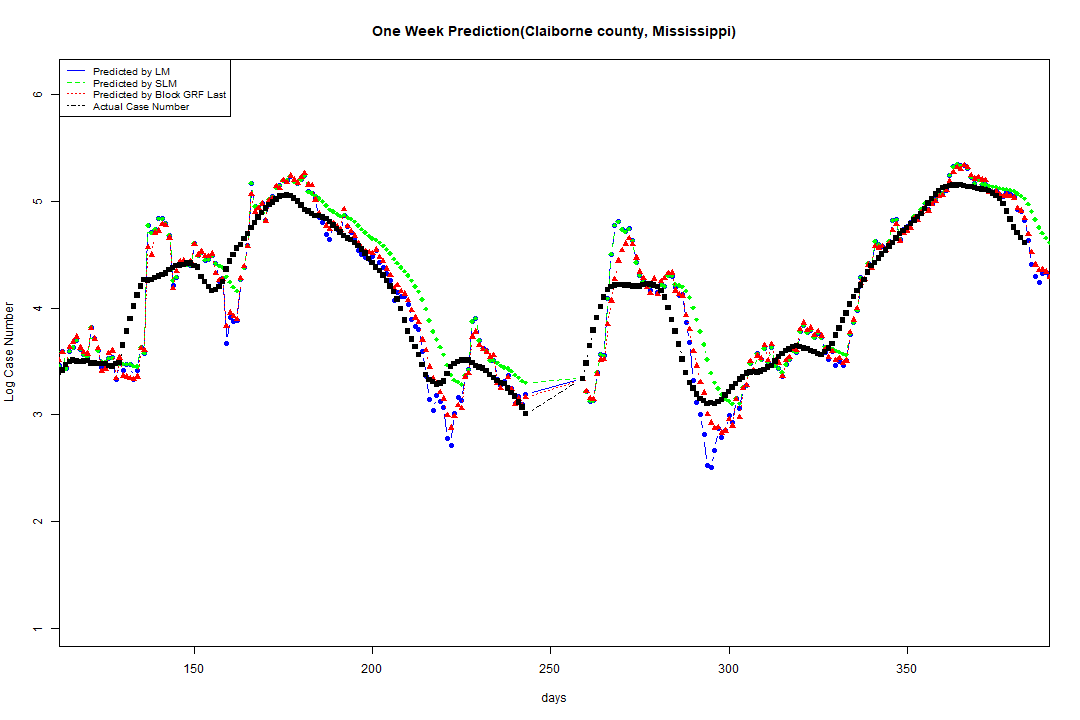 One Week Prediction(Claiborne county, Mississippi)
Predicted by LM
Predicted by SLM
Predicted by Block GRF Last
Actual Case Number
6
5
4
3
2
1
Log Case Number
150 200 250 300 350
days